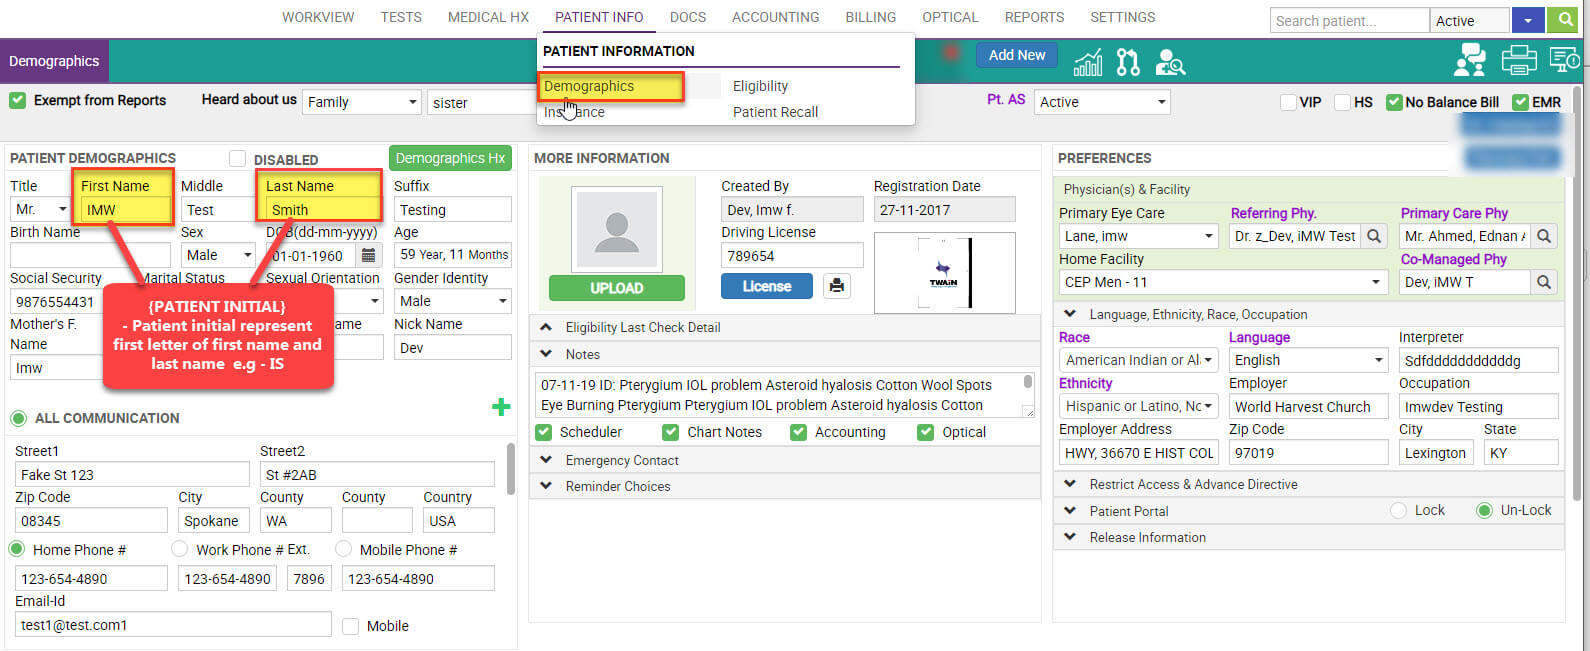 WORKVIEW TESTS MEDICAL HX PATIENT INFO DOCS ACCOUNTING BILLING OPTICAL REPORTS SETTINGS Search patient... Active
Demographics
PATIENT INFORMATION
Demographics Eligibility
Patient Recall
Add New
Exempt from Reports Heard about us Family sister Pt. AS Active VIP HS No Balance Bill EMR
PATIENT DEMOGRAPHICS DISABLED Demographics Hx
Title First Name Middle Last Name Suffix
Mr. IMW Test Smith Testing
Birth Name Sex DOB(dd-mm-yyyy) Age
Male 01-01-1960 59 Year, 11 Months
Social Security Marital Status Sexual Orientation Gender Identity
9876554431 Male
Mother's F. Name Nick Name
Imw Dev
{PATIENT INITIAL}
- Patient initial represent
first letter of first name and
last name e.g - IS
ALL COMMUNICATION
Street1 Street2
Fake St 123 St #2AB
Zip Code City County County Country
08345 Spokane WA USA
Home Phone # Work Phone # Ext. Mobile Phone #
123-654-4890 123-654-4890 7896 123-654-4890
Email-Id
test1@test.com1 Mobile
MORE INFORMATION
Created By Registration Date
Dev, Imw f. 27-11-2017
Driving License
789654
UPLOAD License
TWAIN
Eligibility Last Check Detail
Notes
07-11-19 ID: Pterygium IOL problem Asteroid hyalosis Cotton Wool Spots
Eye Burning Pterygium Pterygium IOL problem Asteroid hyalosis Cotton
Scheduler Chart Notes Accounting Optical
Emergency Contact
Reminder Choices
PREFERENCES
Physician(s) & Facility
Primary Eye Care Referring Phy. Primary Care Phy
Lane, imw Dr. z_Dev, iMW Test Mr. Ahmed, Ednan
Home Facility Co-Managed Phy
CEP Men - 11 Dev, iMW T
Language, Ethnicity, Race, Occupation
Race Language Interpreter
American Indian or Al English Sdfdddddddddddg
Ethnicity Employer Occupation
Hispanic or Latino, Nc World Harvest Church Imwdev Testing
Employer Address Zip Code City State
HWY, 36670 E HIST COL 97019 Lexington KY
Restrict Access & Advance Directive
Patient Portal Lock Un-Lock
Release Information